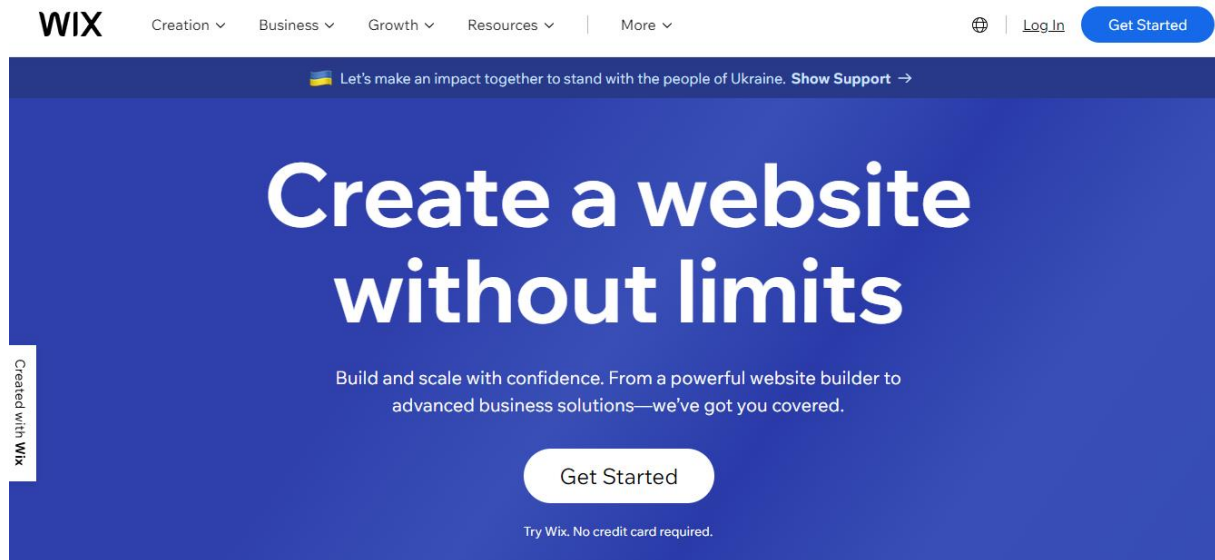 WIX Creation Business Growth Resources More Log In Get Started
Let's make an impact together to stand with the people of Ukraine. Show Support →
Create a website
without limits
Build and scale with confidence. From a powerful website builder to
advanced business solutions—we've got you covered.
Get Started
Try Wix. No credit card required.
Created with Wix